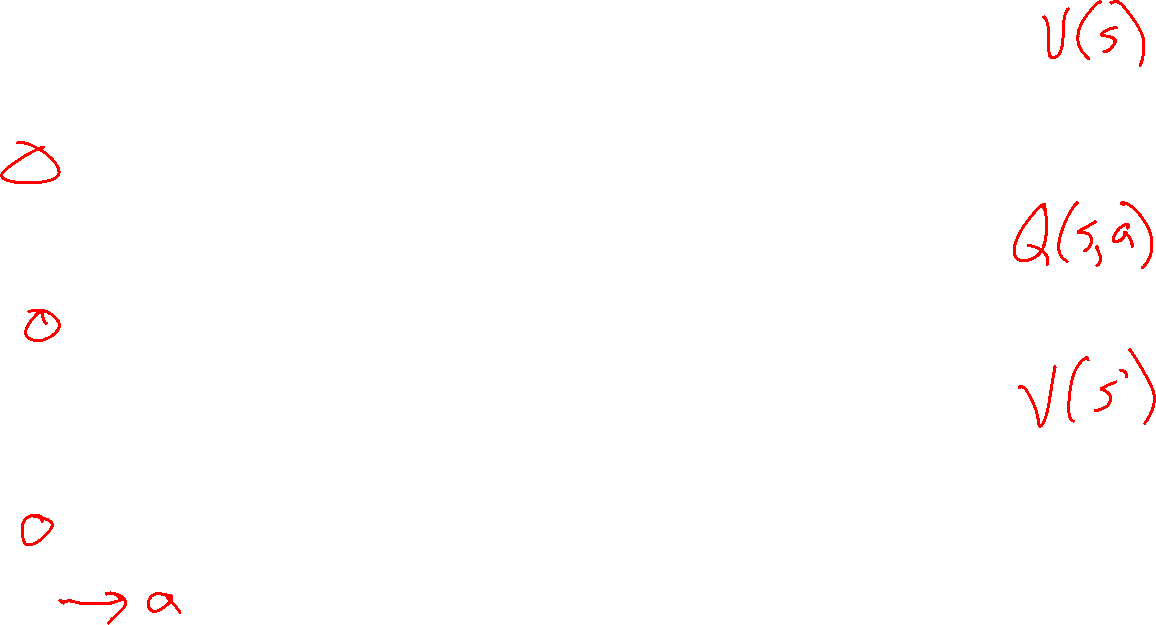 V(s)
Q(s,a)
V(s')
→ a